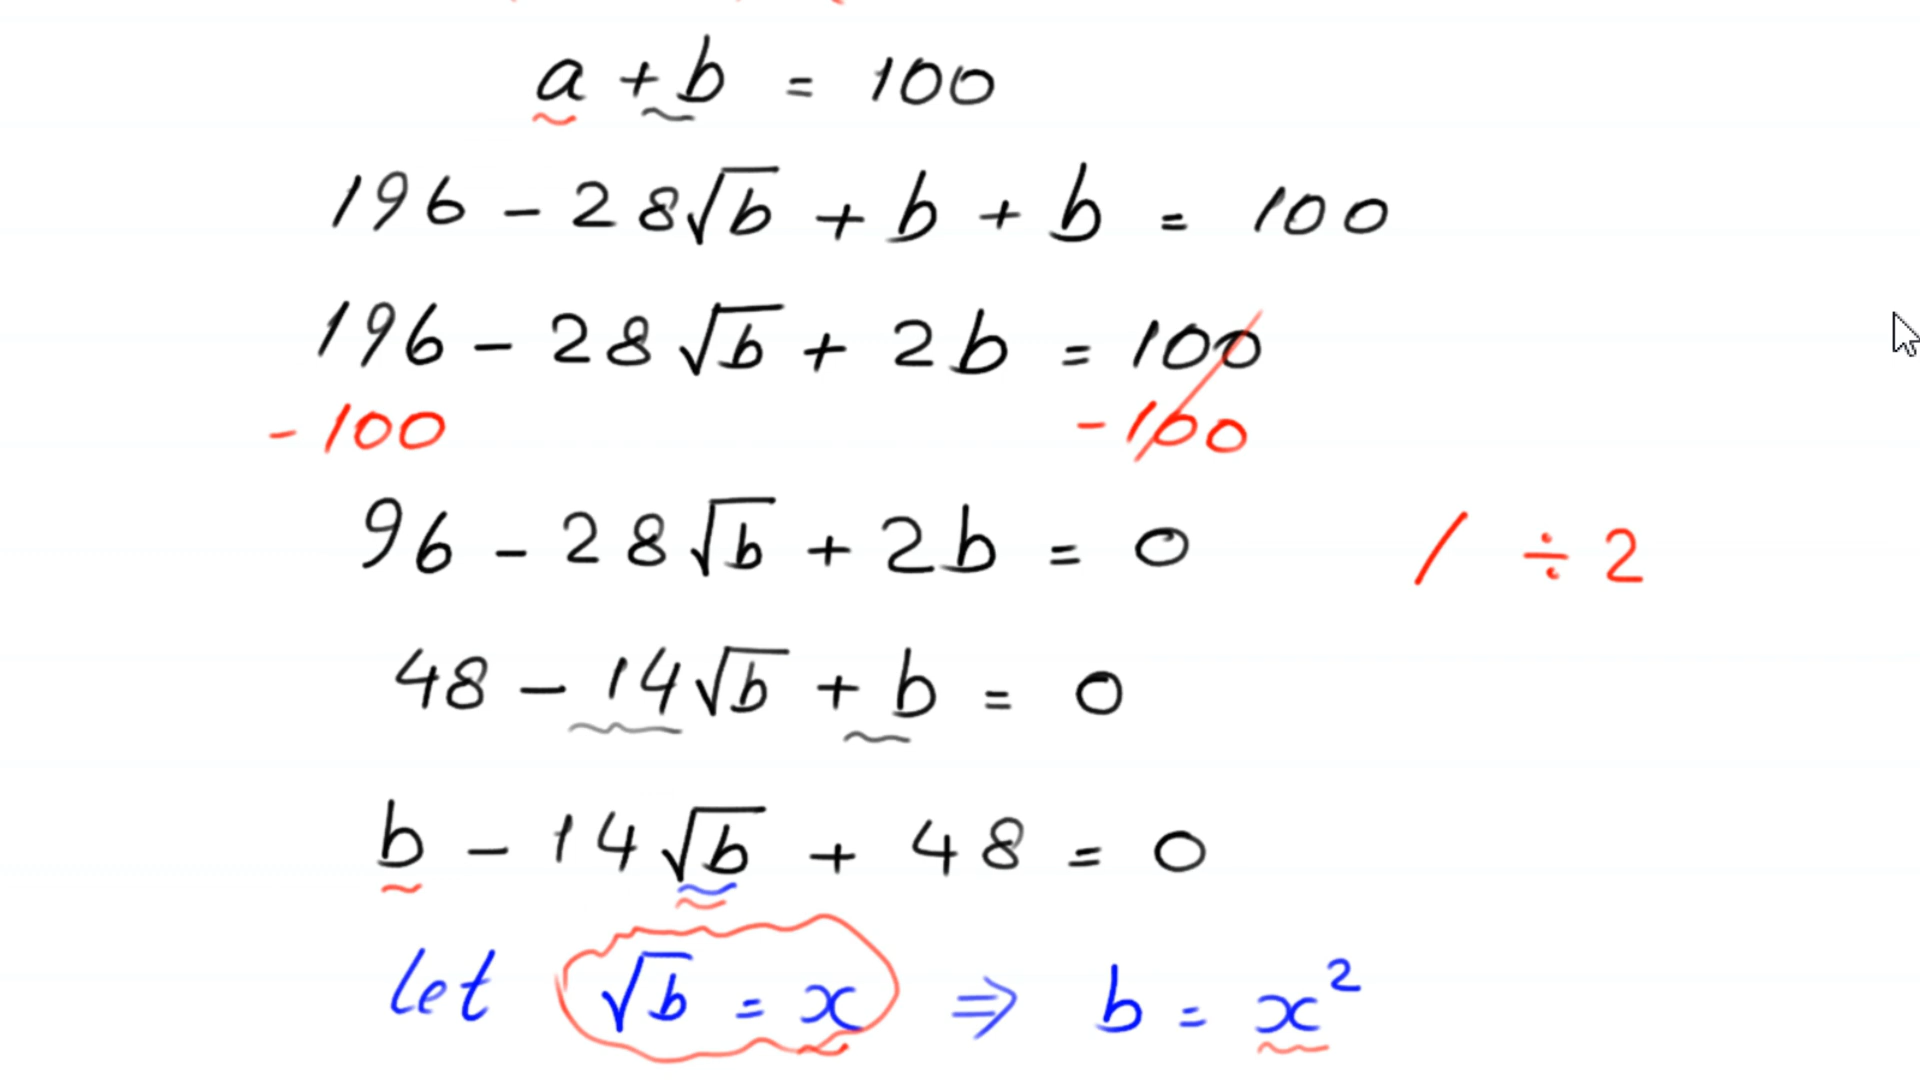 a + b = 100
196 - 28√b + b + b = 100
196 - 28√b + 2b = 100
- 100 - 100
96 - 28√b + 2b = 0 / ÷ 2
48 - 14√b + b = 0
b - 14√b + 48 = 0
let √b = x ⇒ b = x²